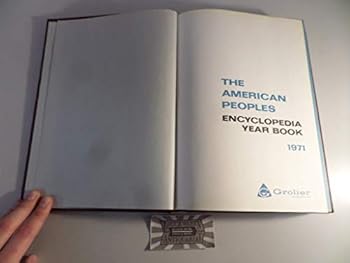 THE
AMERICAN
PEOPLES
ENCYCLOPEDIA
YEAR BOOK
1971
Grolier